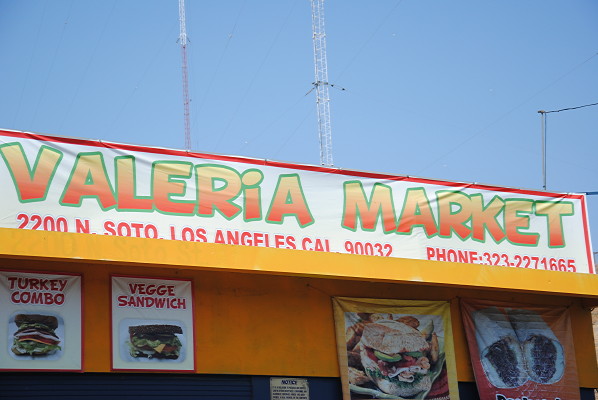 VALERIA MARKET
2200 N. SOTO. LOS ANGELES CAL. 90032 PHONE:323-2271665
TURKEY
COMBO
VEGGE
SANDWICH
NOTICE